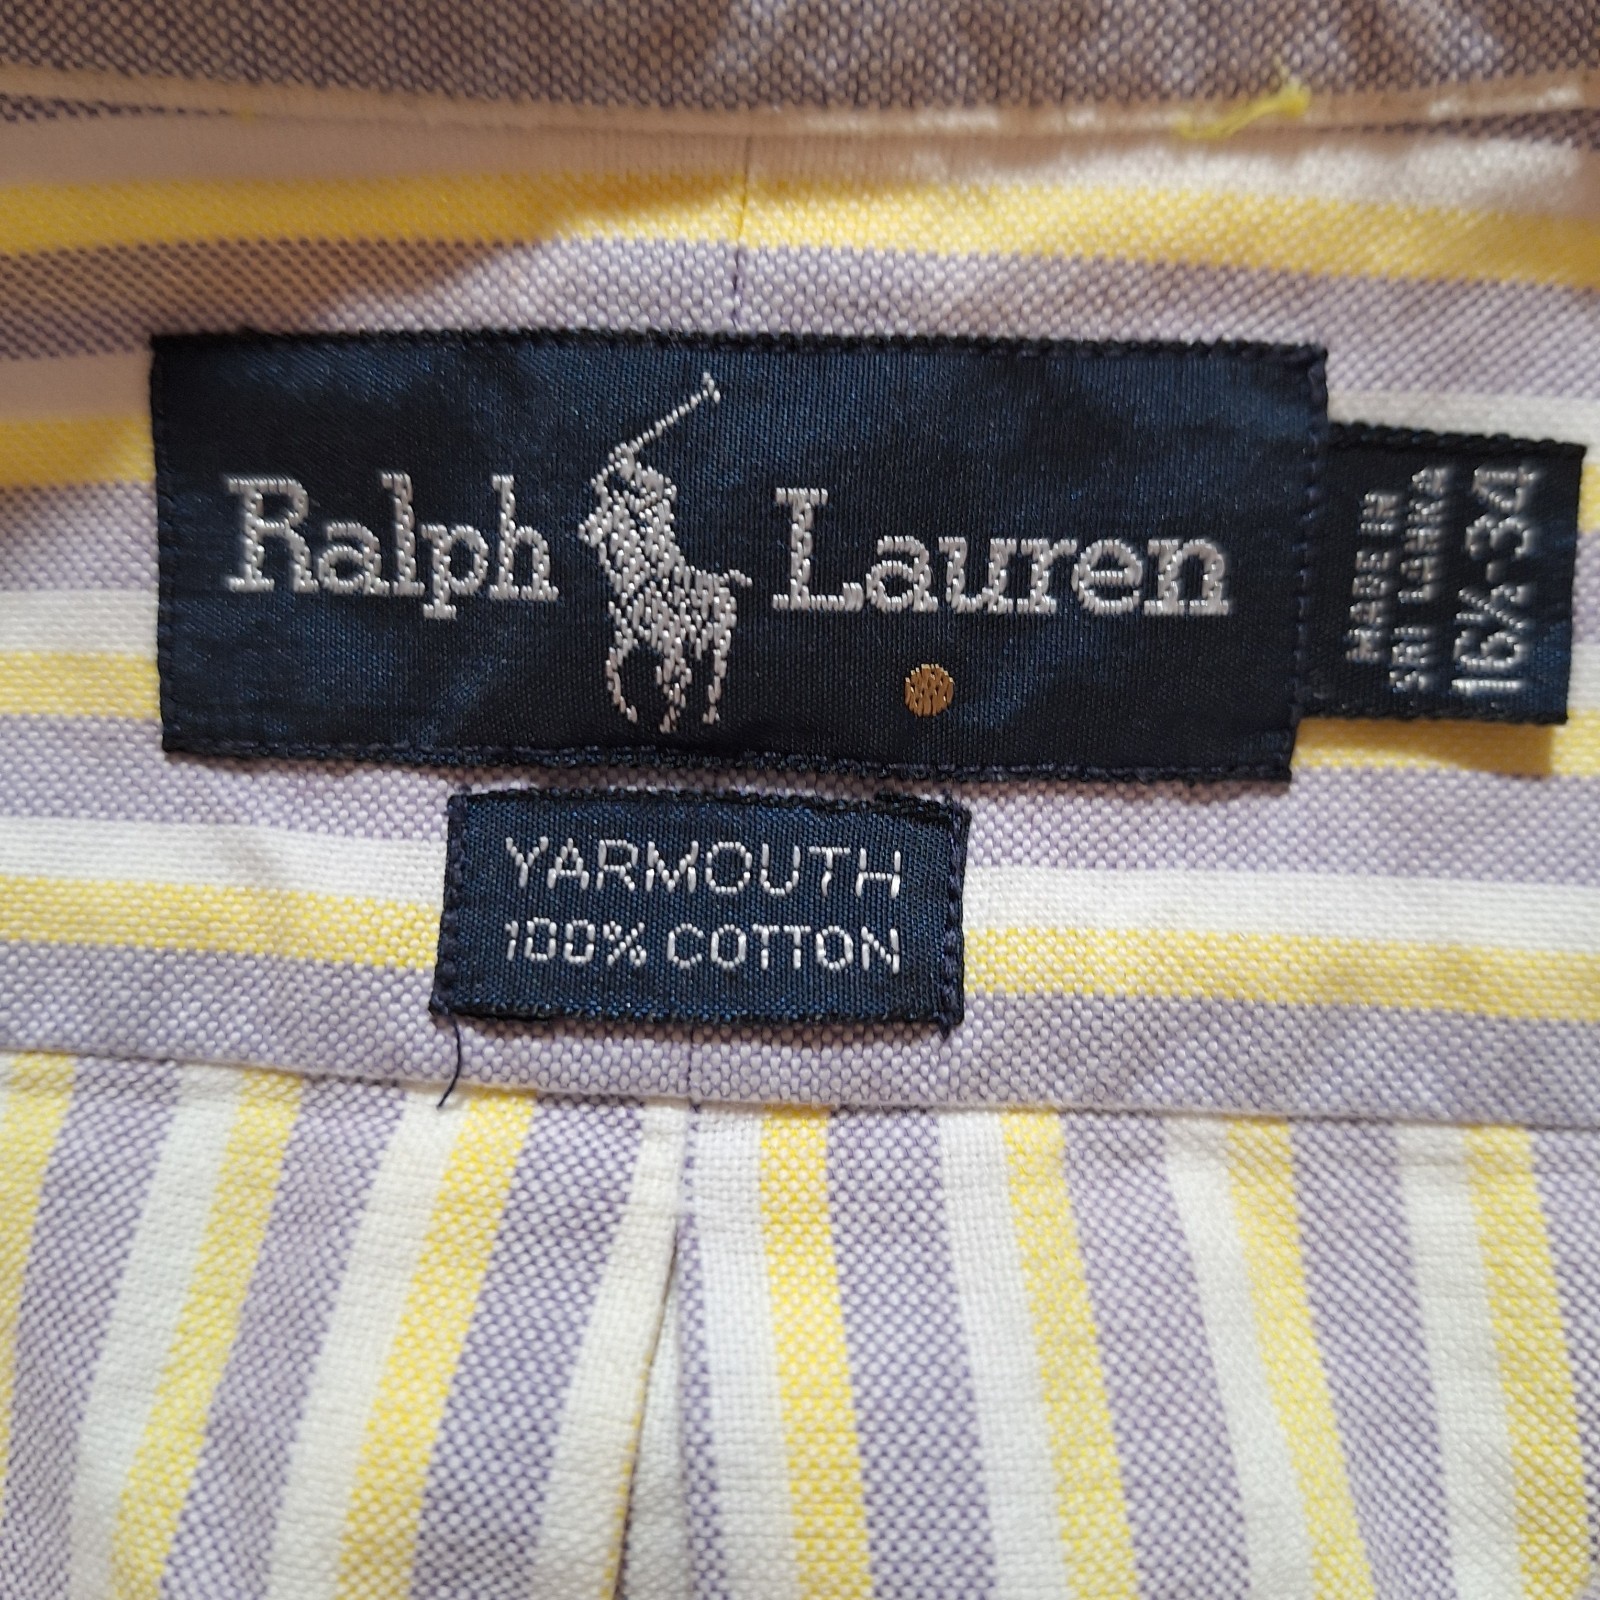 Ralph Lauren
MADE IN
SRI LANKA
16½-34
YARMOUTH
100% COTTON